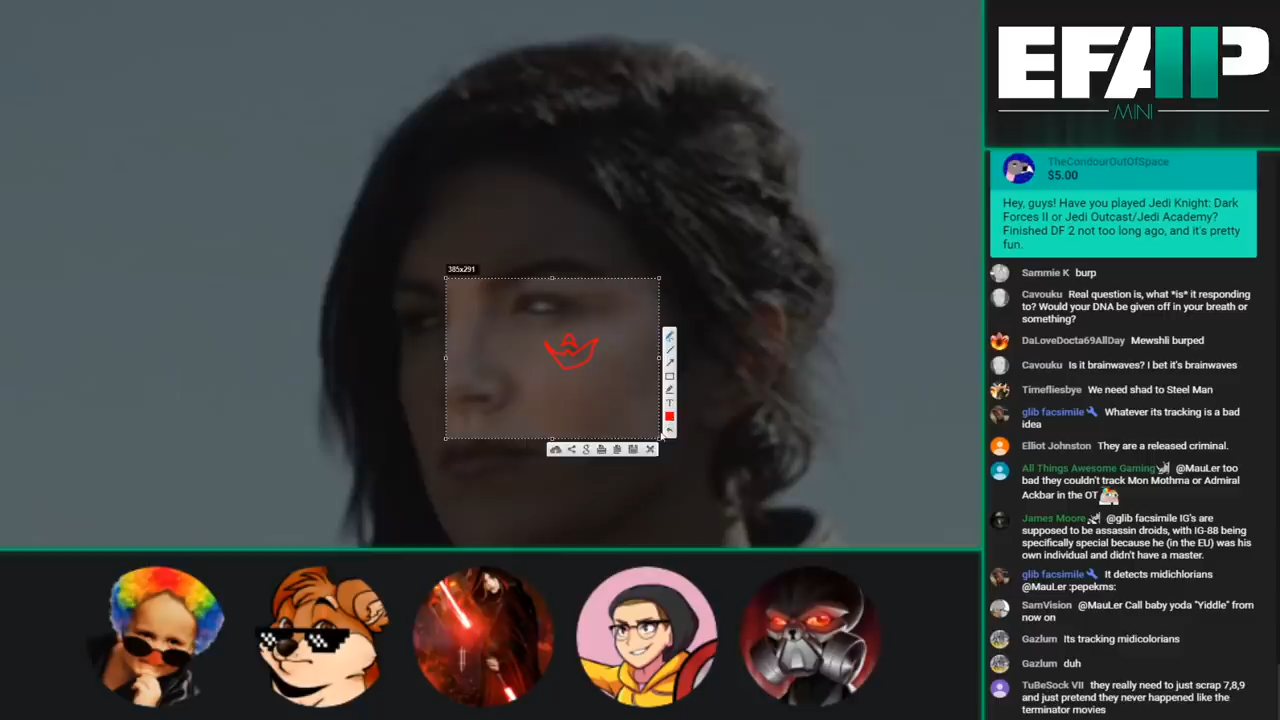 EFAP
MINI
TheCondourOutOfSpace
$5.00
Hey, guys! Have you played Jedi Knight: Dark
Forces II or Jedi Outcast/Jedi Academy?
Finished DF 2 not too long ago, and it's pretty
fun.
Sammie K burp
Cavouku Real question is, what *is* it responding
to? Would your DNA be given off in your breath or
something?
DaLoveDocta69AllDay Mewshli burped
Cavouku Is it brainwaves? I bet it's brainwaves
Timefliesbye We need shad to Steel Man
glib facsimile Whatever its tracking is a bad
idea
Elliot Johnston They are a released criminal.
All Things Awesome Gaming @MauLer too
bad they couldn't track Mon Mothma or Admiral
Ackbar in the OT
James Moore @glib facsimile IG's are
supposed to be assassin droids, with IG-88 being
specifically special because he (in the EU) was his
own individual and didn't have a master.
glib facsimile It detects midichlorians
@MauLer :pepekms:
SamVision @MauLer Call baby yoda "Yiddle" from
now on
Gazlum Its tracking midicolorians
Gazlum duh
TuBeSock VII they really need to just scrap 7,8,9
and just pretend they never happened like the
terminator movies
385x291
T